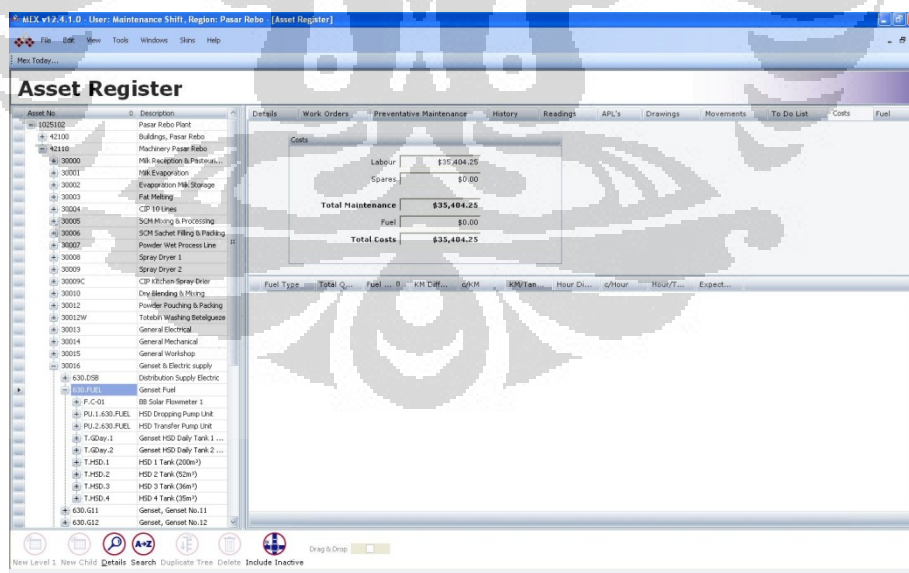 MEX v12.4.1.0 - User: Maintenance Shift, Region: Pasar Rebo - [Asset Register]
File Edit View Tools Windows Skins Help
Mex Today...
Asset Register
Asset No Description
Details Work Orders Preventative Maintenance History Readings APL's Drawings Movements To Do List Costs Fuel
1025102 Pasar Rebo Plant
42100 Buildings, Pasar Rebo
42110 Machinery Pasar Rebo
30000 Milk Reception & Pasteuri...
30001 Milk Evaporation
30002 Evaporation Milk Storage
30003 Fat Melting
30004 CIP 10 Lines
30005 SCM Mixing & Processing
30006 SCM Sachet Filling & Packing
30007 Powder Wet Process Line
30008 Spray Dryer 1
30009 Spray Dryer 2
30009C CIP Kitchen Spray Drier
30010 Dry Blending & Mixing
30012 Powder Pouching & Packing
30012W Totebin Washing Betelgueze
30013 General Electrical
30014 General Mechanical
30015 General Workshop
30016 Genset & Electric supply
630.DSB Distribution Supply Electric
630.FUEL Genset Fuel
F.C-01 BB Solar Flowmeter 1
PU.1.630.FUEL HSD Dropping Pump Unit
PU.2.630.FUEL HSD Transfer Pump Unit
T.GDay.1 Genset HSD Daily Tank 1 ...
T.GDay.2 Genset HSD Daily Tank 2 ...
T.HSD.1 HSD 1 Tank (200m³)
T.HSD.2 HSD 2 Tank (52m³)
T.HSD.3 HSD 3 Tank (36m³)
T.HSD.4 HSD 4 Tank (35m³)
630.G11 Genset, Genset No.11
630.G12 Genset, Genset No.12
Costs
Labour $35,404.25
Spares $0.00
Total Maintenance $35,404.25
Fuel $0.00
Total Costs $35,404.25
Fuel Type Total Q... Fuel ... 0 KM Diff... c/KM KM/Tan... Hour Di... c/Hour Hour/T... Expect...
New Level 1 New Child Details Search Duplicate Tree Delete Include Inactive Drag & Drop
A➔Z